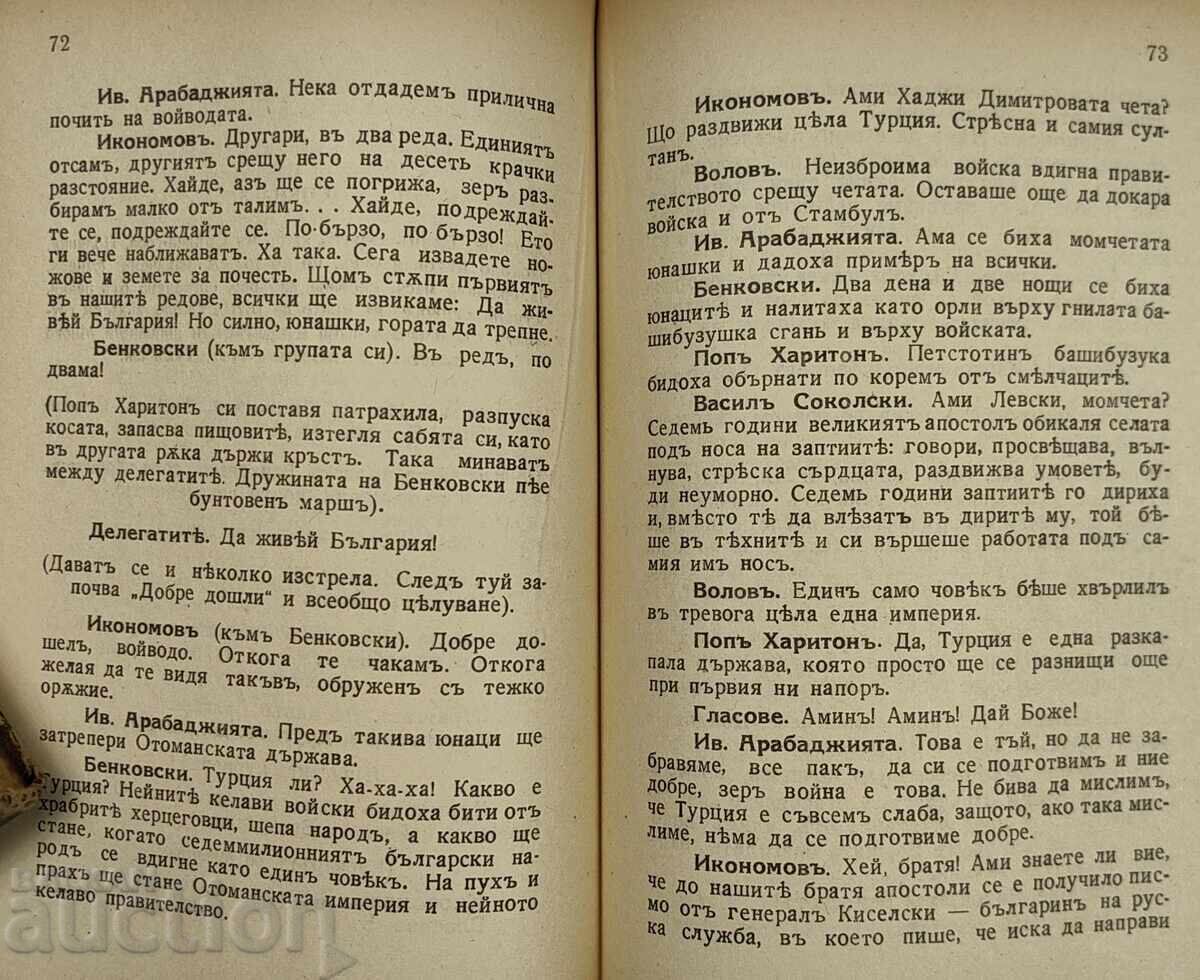 72
Ив. Арабаджията. Нека отдадемъ прилична
почить на войводата.
Икономовъ. Другари, въ два реда. Единиятъ
отсамъ, другиятъ срещу него на десеть крачки
разстояние. Хайде, азъ ще се погрижа, зеръ раз-
бирамъ малко отъ талимъ. . . Хайде, подреждай-
те се, подреждайте се. По-бързо, по бързо! Ето
ги вече наближаватъ. Ха така. Сега извадете но-
жове и земете за почесть. Щомъ стѫпи първиятъ
въ нашитѣ редове, всички ще извикаме: Да жи-
вѣй България! Но силно, юнашки, гората да трепне.
Бенковски (къмъ групата си). Въ редъ, по
двама!
(Попъ Харитонъ си поставя патрахила, разпуска
косата, запасва пищовитѣ, изтегля сабята си, като
въ другата рѫка държи кръстъ. Така минаватъ
между делегатитѣ. Дружината на Бенковски пѣе
бунтовенъ маршъ).
Делегатитѣ. Да живѣй България!
(Даватъ се и нѣколко изстрела. Следъ туй за-
почва „Добре дошли“ и всеобщо цѣлуване).
Икономовъ (къмъ Бенковски). Добре до-
шелъ, войводо. Откога те чакамъ. Откога
желая да те видя такъвъ, обруженъ съ тежко
орѫжие.
Ив. Арабаджията. Предъ такива юнаци ще
затрепери Отоманската държава.
Бенковски. Турция ли? Ха-ха-ха! Какво е
Турция? Нейнитѣ келави войски бидоха бити отъ
храбритѣ херцеговци, шепа народъ, а какво ще
стане, когато седеммилионниятъ български на-
родъ се вдигне като единъ човѣкъ. На пухъ и
прахъ ще стане Отоманската империя и нейното
келаво правителство.
73
Икономовъ. Ами Хаджи Димитровата чета?
Що раздвижи цѣла Турция. Стрѣсна и самия сул-
танъ.
Воловъ. Неизброима войска вдигна прави-
телството срещу четата. Оставаше още да докара
войска и отъ Стамбулъ.
Ив. Арабаджията. Ама се биха момчетата
юнашки и дадоха примѣръ на всички.
Бенковски. Два дена и две нощи се биха
юнацитѣ и налитаха като орли върху гнилата ба-
шибузушка сгань и върху войската.
Попъ Харитонъ. Петстотинъ башибузука
бидоха обърнати по коремъ отъ смѣлчацитѣ.
Василъ Соколски. Ами Левски, момчета?
Седемь години великиятъ апостолъ обикаля селата
подъ носа на заптиитѣ: говори, просвѣщава, въл-
нува, стрѣска сърдцата, раздвижва умоветѣ, бу-
ди неуморно. Седемь години заптиитѣ го дириха
и, вмѣсто тѣ да влѣзатъ въ диритѣ му, той бѣ-
ше въ тѣхнитѣ и си вършеше работата подъ са-
мия имъ носъ.
Воловъ. Единъ само човѣкъ бѣше хвърлилъ
въ тревога цѣла една империя.
Попъ Харитонъ. Да, Турция е една разка-
пала държава, която просто ще се разнищи още
при първия ни напоръ.
Гласове. Аминъ! Аминъ! Дай Боже!
Ив. Арабаджията. Това е тъй, но да не за-
бравяме, все пакъ, да си се подготвимъ и ние
добре, зеръ война е това. Не бива да мислимъ,
че Турция е съвсемъ слаба, защото, ако така мис-
лиме, нѣма да се подготвиме добре.
Икономовъ. Хей, братя! Ами знаете ли вие,
че до нашитѣ братя апостоли се е получило пис-
мо отъ генералъ Киселски — българинъ на рус-
ка служба, въ което пише, че иска да направи
auction